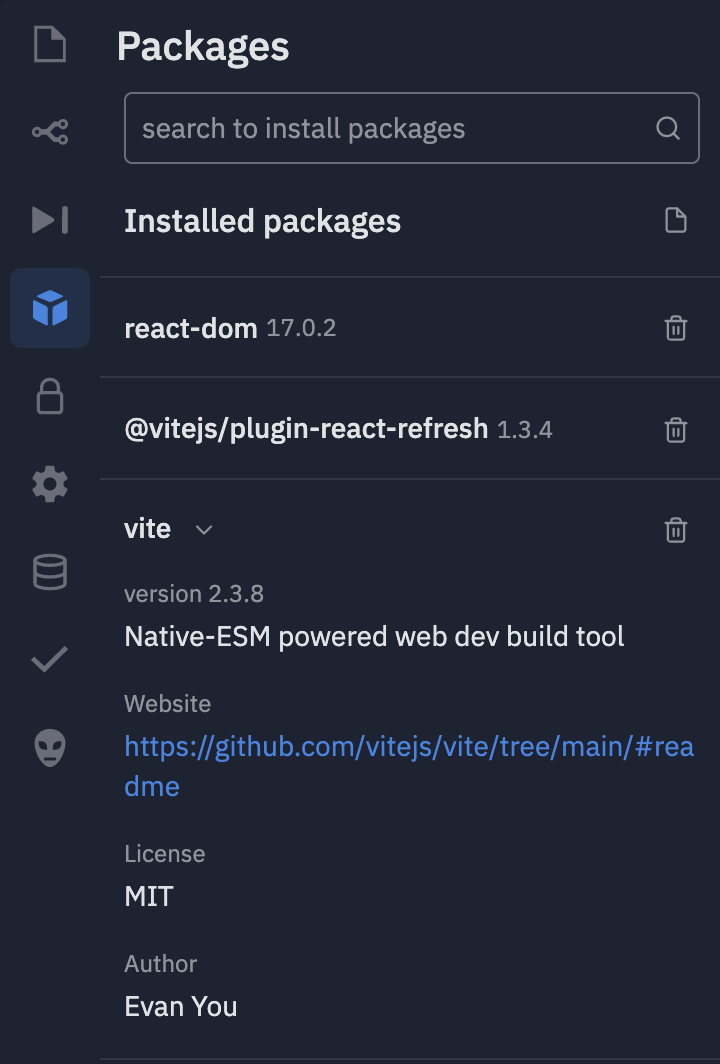 Packages
search to install packages
Installed packages
react-dom 17.0.2
@vitejs/plugin-react-refresh 1.3.4
vite
version 2.3.8
Native-ESM powered web dev build tool
Website
https://github.com/vitejs/vite/tree/main/#rea
dme
License
MIT
Author
Evan You